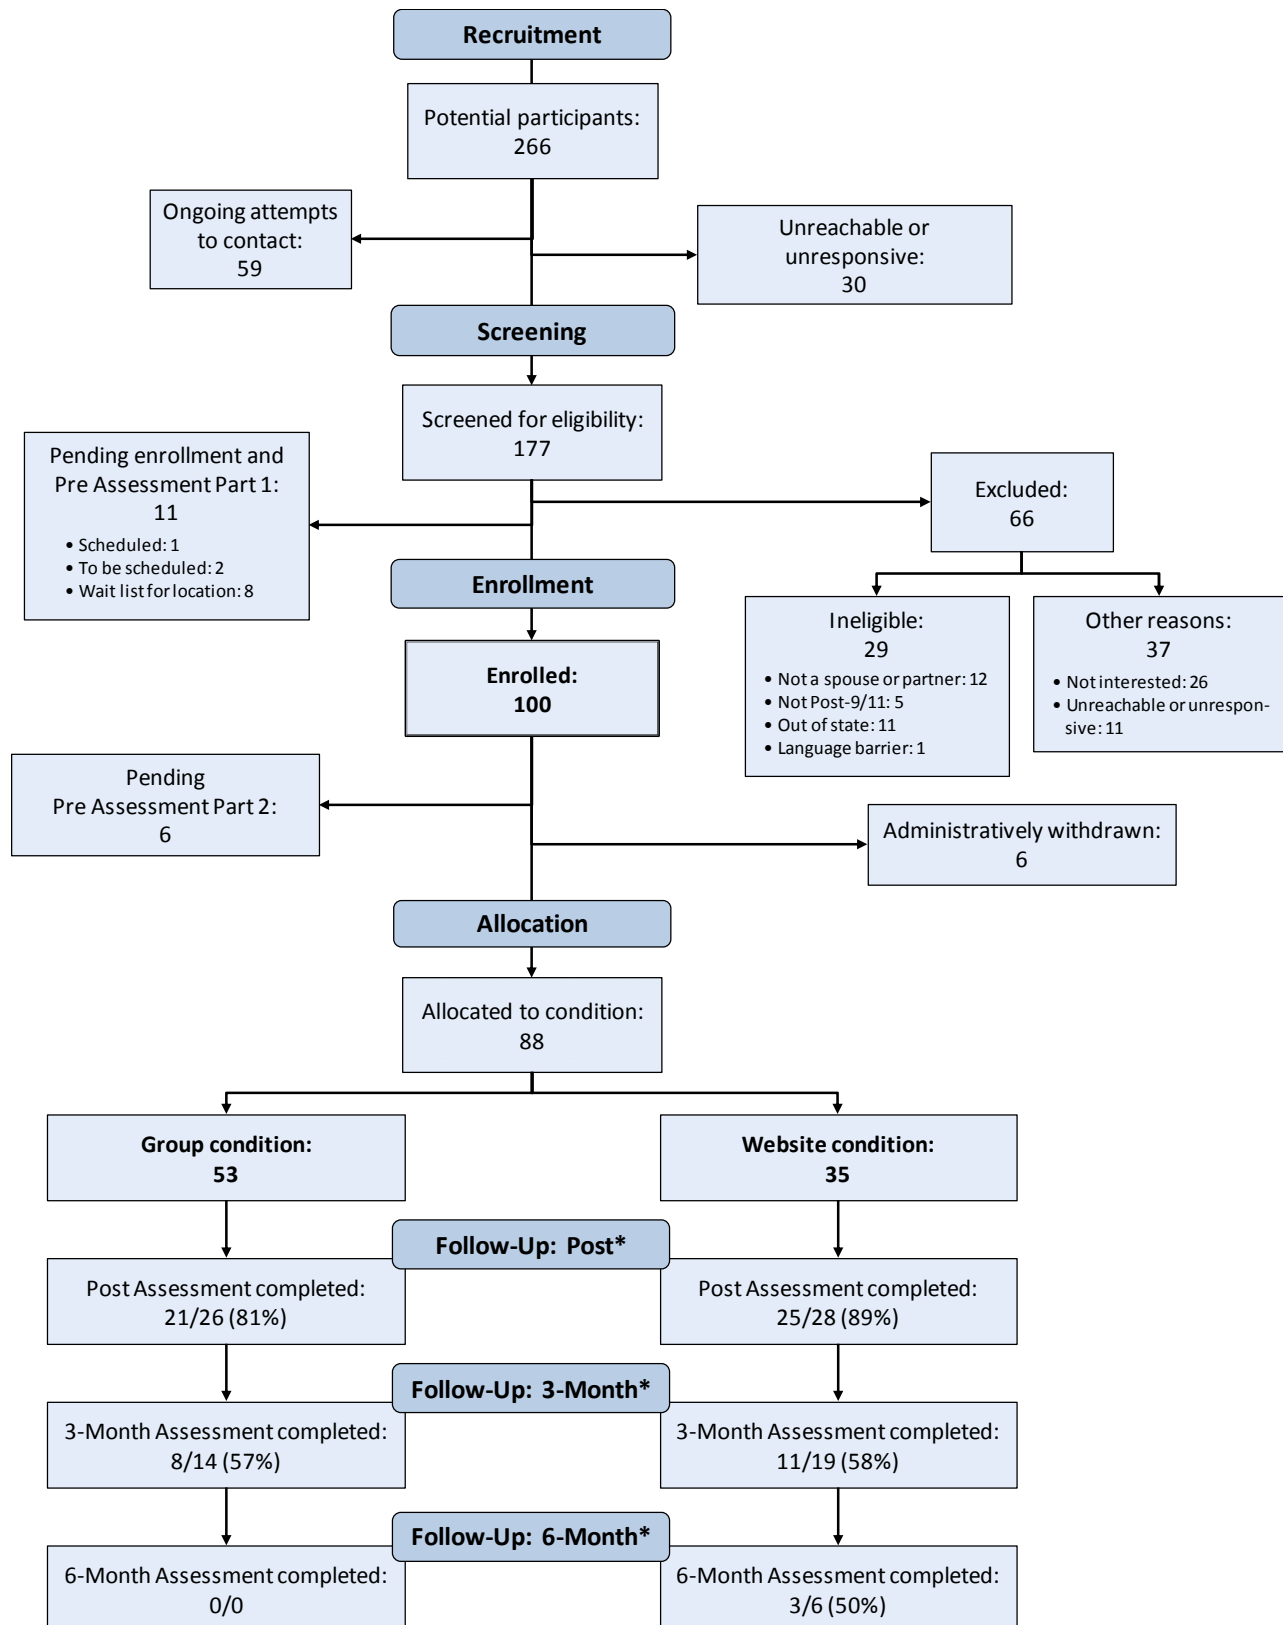 Recruitment
Potential participants:
266
Ongoing attempts
to contact:
59
Unreachable or
unresponsive:
30
Screening
Screened for eligibility:
177
Pending enrollment and
Pre Assessment Part 1:
11
• Scheduled: 1
• To be scheduled: 2
• Wait list for location: 8
Excluded:
66
Enrollment
Ineligible:
29
• Not a spouse or partner: 12
• Not Post-9/11: 5
• Out of state: 11
• Language barrier: 1
Other reasons:
37
• Not interested: 26
• Unreachable or unrespon-
sive: 11
Enrolled:
100
Pending
Pre Assessment Part 2:
6
Administratively withdrawn:
6
Allocation
Allocated to condition:
88
Group condition:
53
Website condition:
35
Follow-Up: Post*
Post Assessment completed:
21/26 (81%)
Post Assessment completed:
25/28 (89%)
Follow-Up: 3-Month*
3-Month Assessment completed:
8/14 (57%)
3-Month Assessment completed:
11/19 (58%)
Follow-Up: 6-Month*
6-Month Assessment completed:
0/0
6-Month Assessment completed:
3/6 (50%)